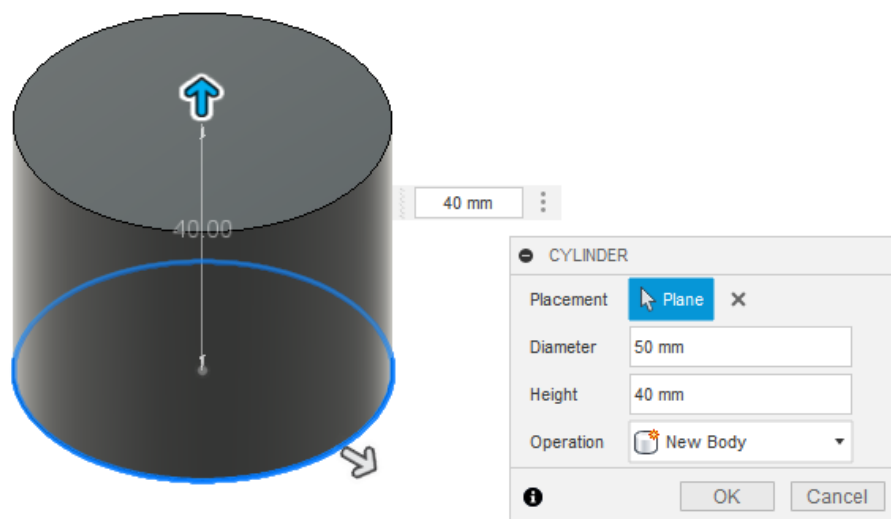 40.00
40 mm
CYLINDER
Placement Plane
Diameter 50 mm
Height 40 mm
Operation New Body
OK Cancel